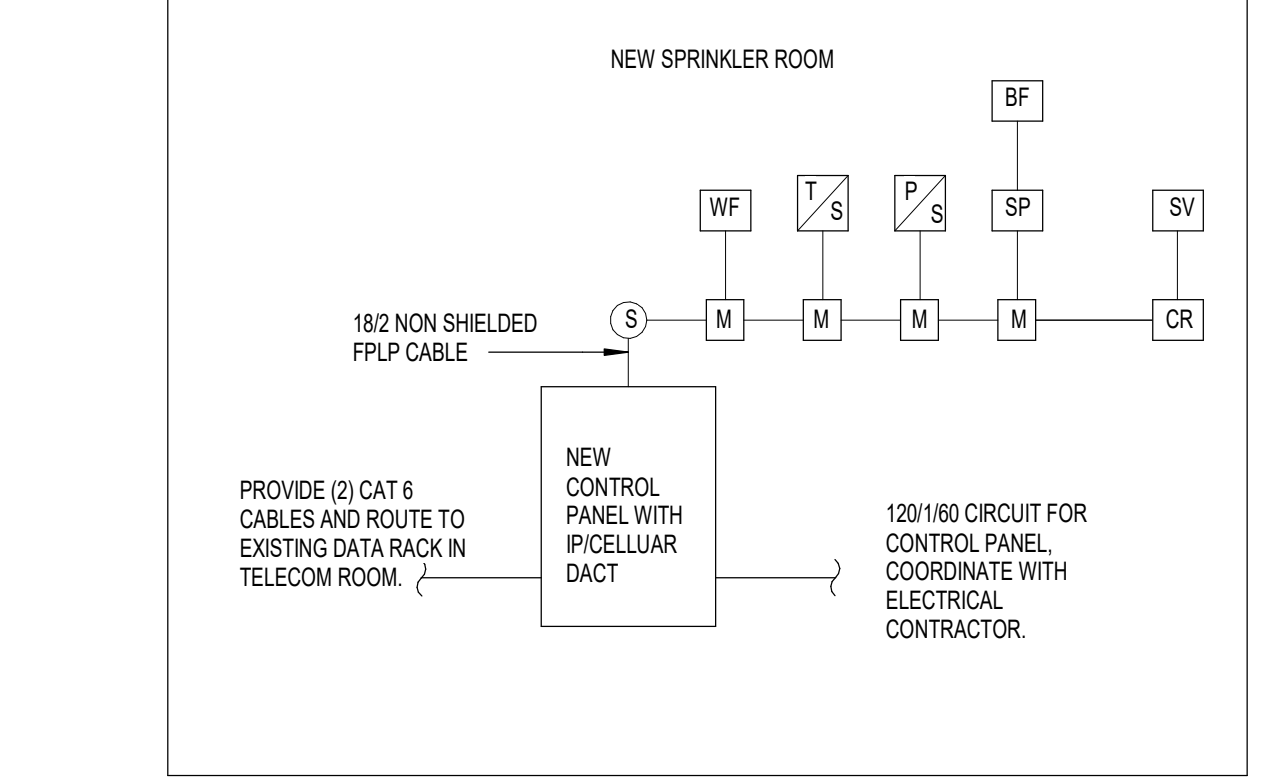 NEW SPRINKLER ROOM
BF
WF
T
S
P
S
SP
SV
18/2 NON SHIELDED
FPLP CABLE
S
M
M
M
M
CR
NEW
CONTROL
PANEL WITH
IP/CELLUAR
DACT
PROVIDE (2) CAT 6
CABLES AND ROUTE TO
EXISTING DATA RACK IN
TELECOM ROOM.
120/1/60 CIRCUIT FOR
CONTROL PANEL,
COORDINATE WITH
ELECTRICAL
CONTRACTOR.